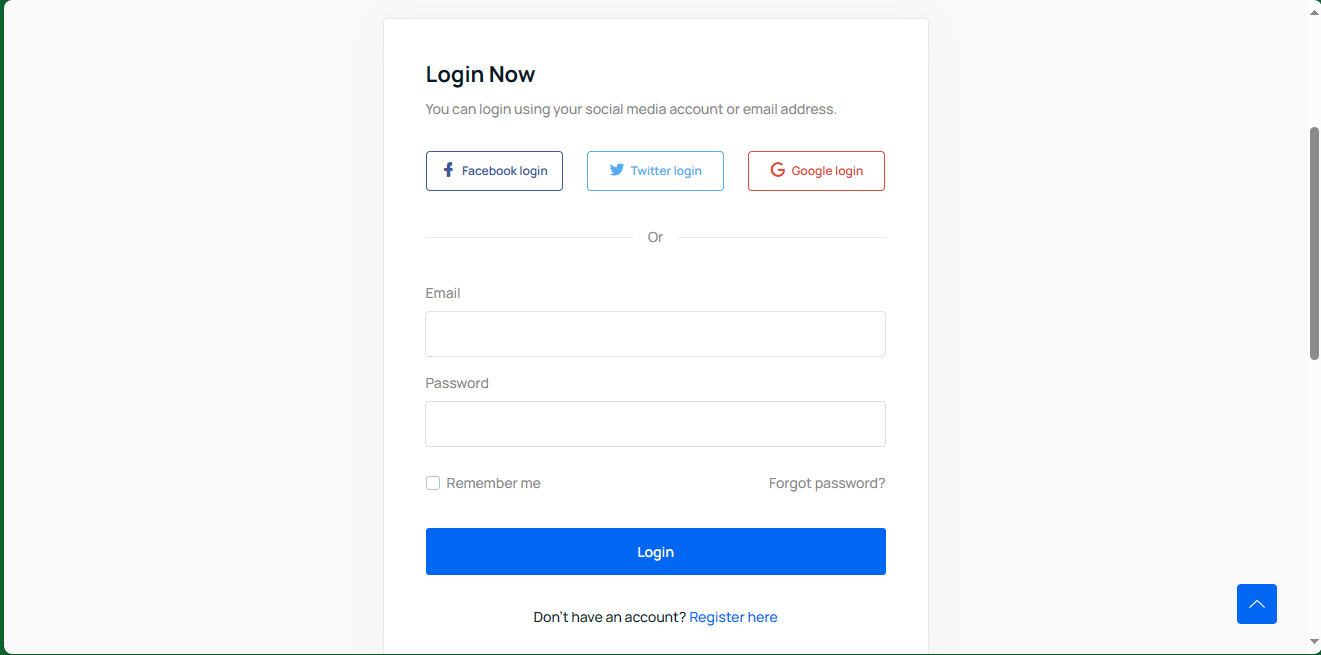 Login Now
You can login using your social media account or email address.
Facebook login Twitter login Google login
Or
Email
Password
Remember me Forgot password?
Login
Don't have an account? Register here